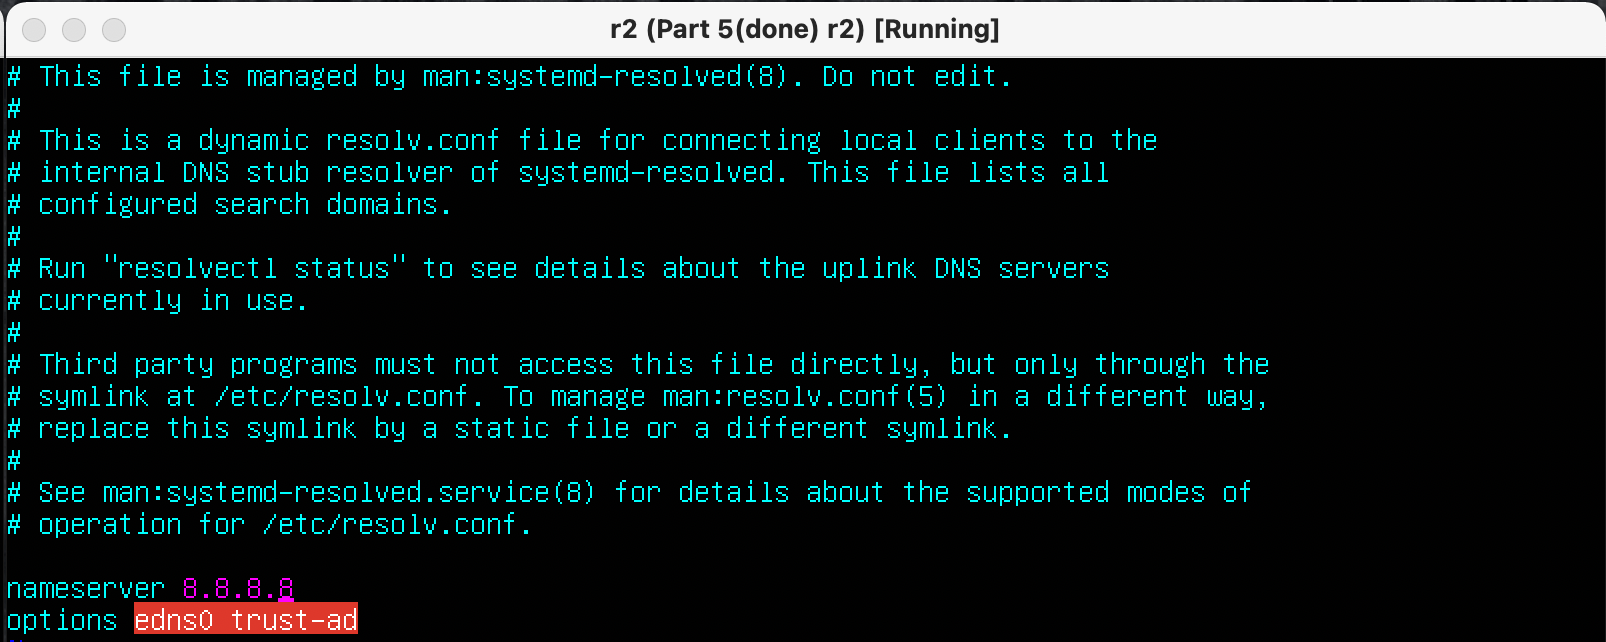 r2 (Part 5(done) r2) [Running]
# This file is managed by man:systemd-resolved(8). Do not edit.
#
# This is a dynamic resolv.conf file for connecting local clients to the
# internal DNS stub resolver of systemd-resolved. This file lists all
# configured search domains.
#
# Run "resolvectl status" to see details about the uplink DNS servers
# currently in use.
#
# Third party programs must not access this file directly, but only through the
# symlink at /etc/resolv.conf. To manage man:resolv.conf(5) in a different way,
# replace this symlink by a static file or a different symlink.
#
# See man:systemd-resolved.service(8) for details about the supported modes of
# operation for /etc/resolv.conf.
nameserver 8.8.8.8
options edns0 trust-ad